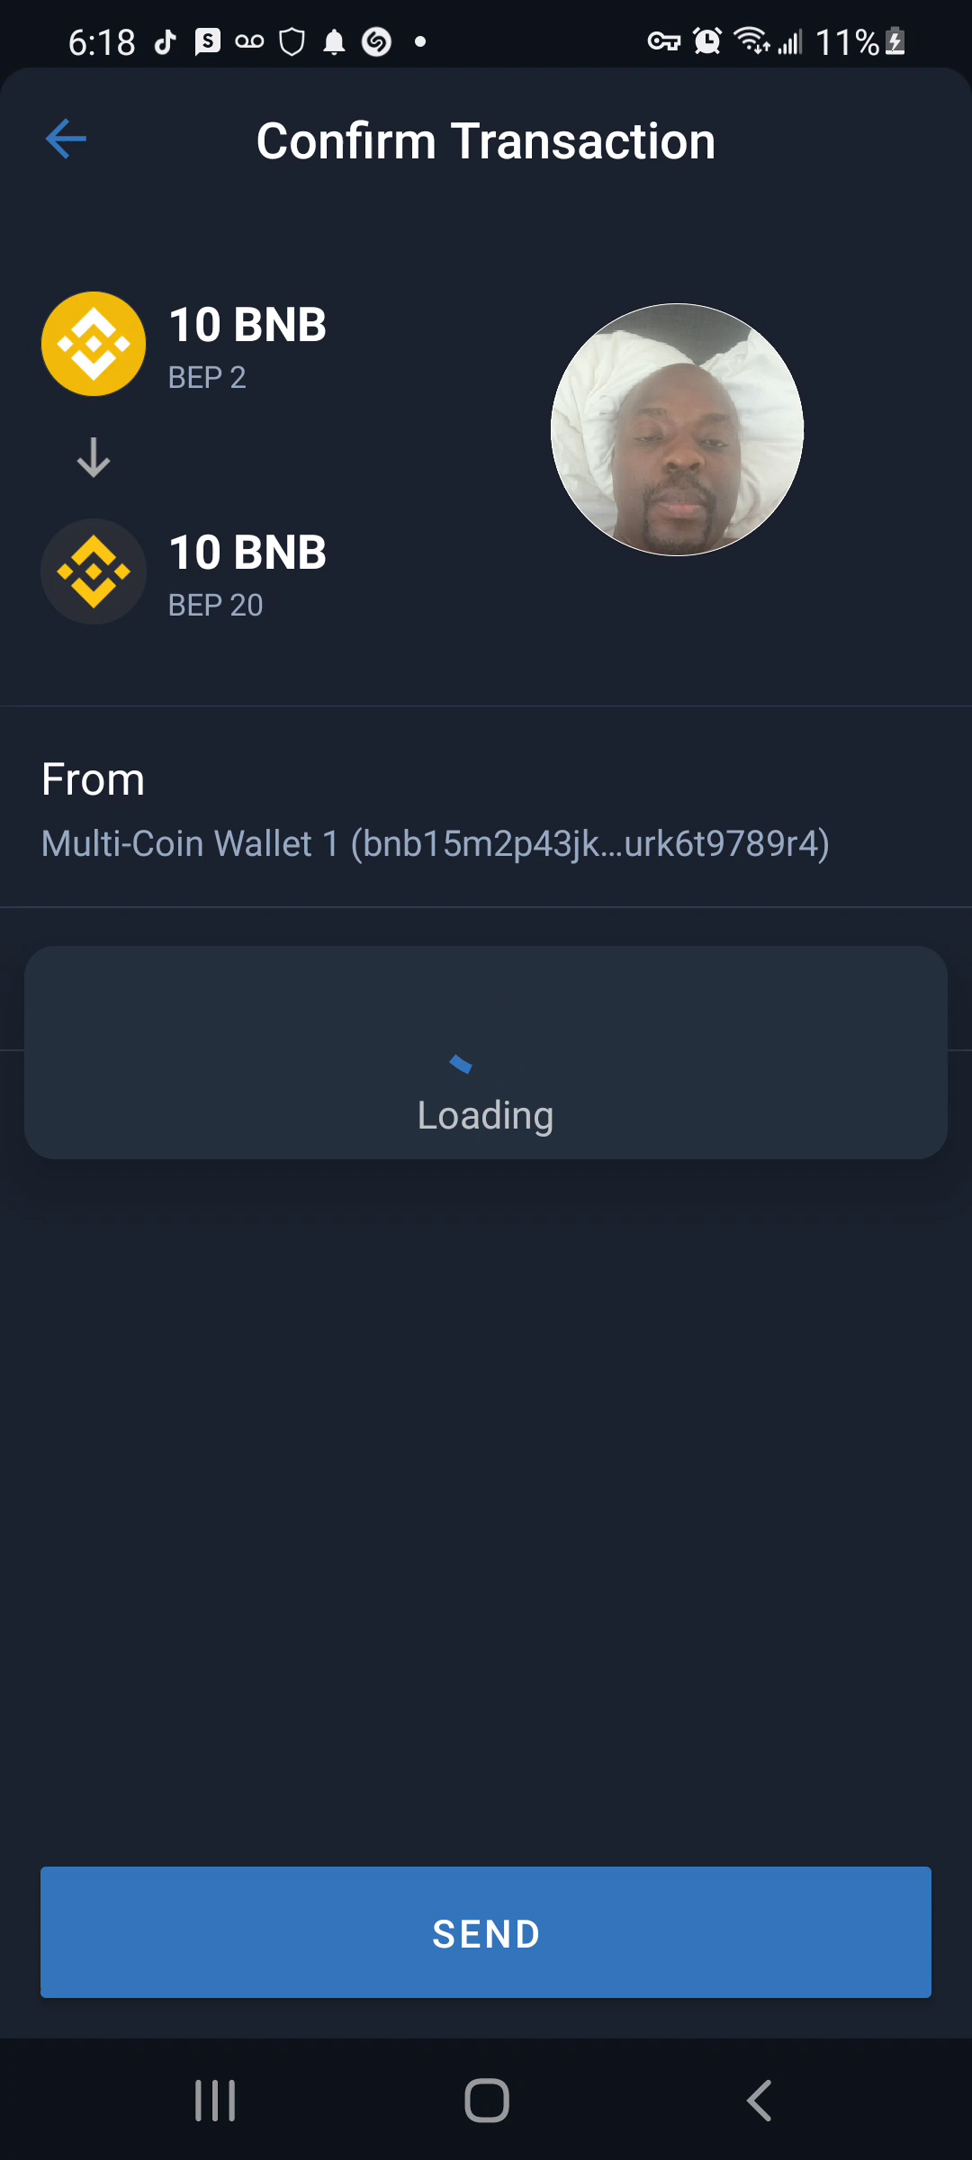 6:18
11%
Confirm Transaction
10 BNB
BEP 2
10 BNB
BEP 20
From
Multi-Coin Wallet 1 (bnb15m2p43jk...urk6t9789r4)
Loading
SEND